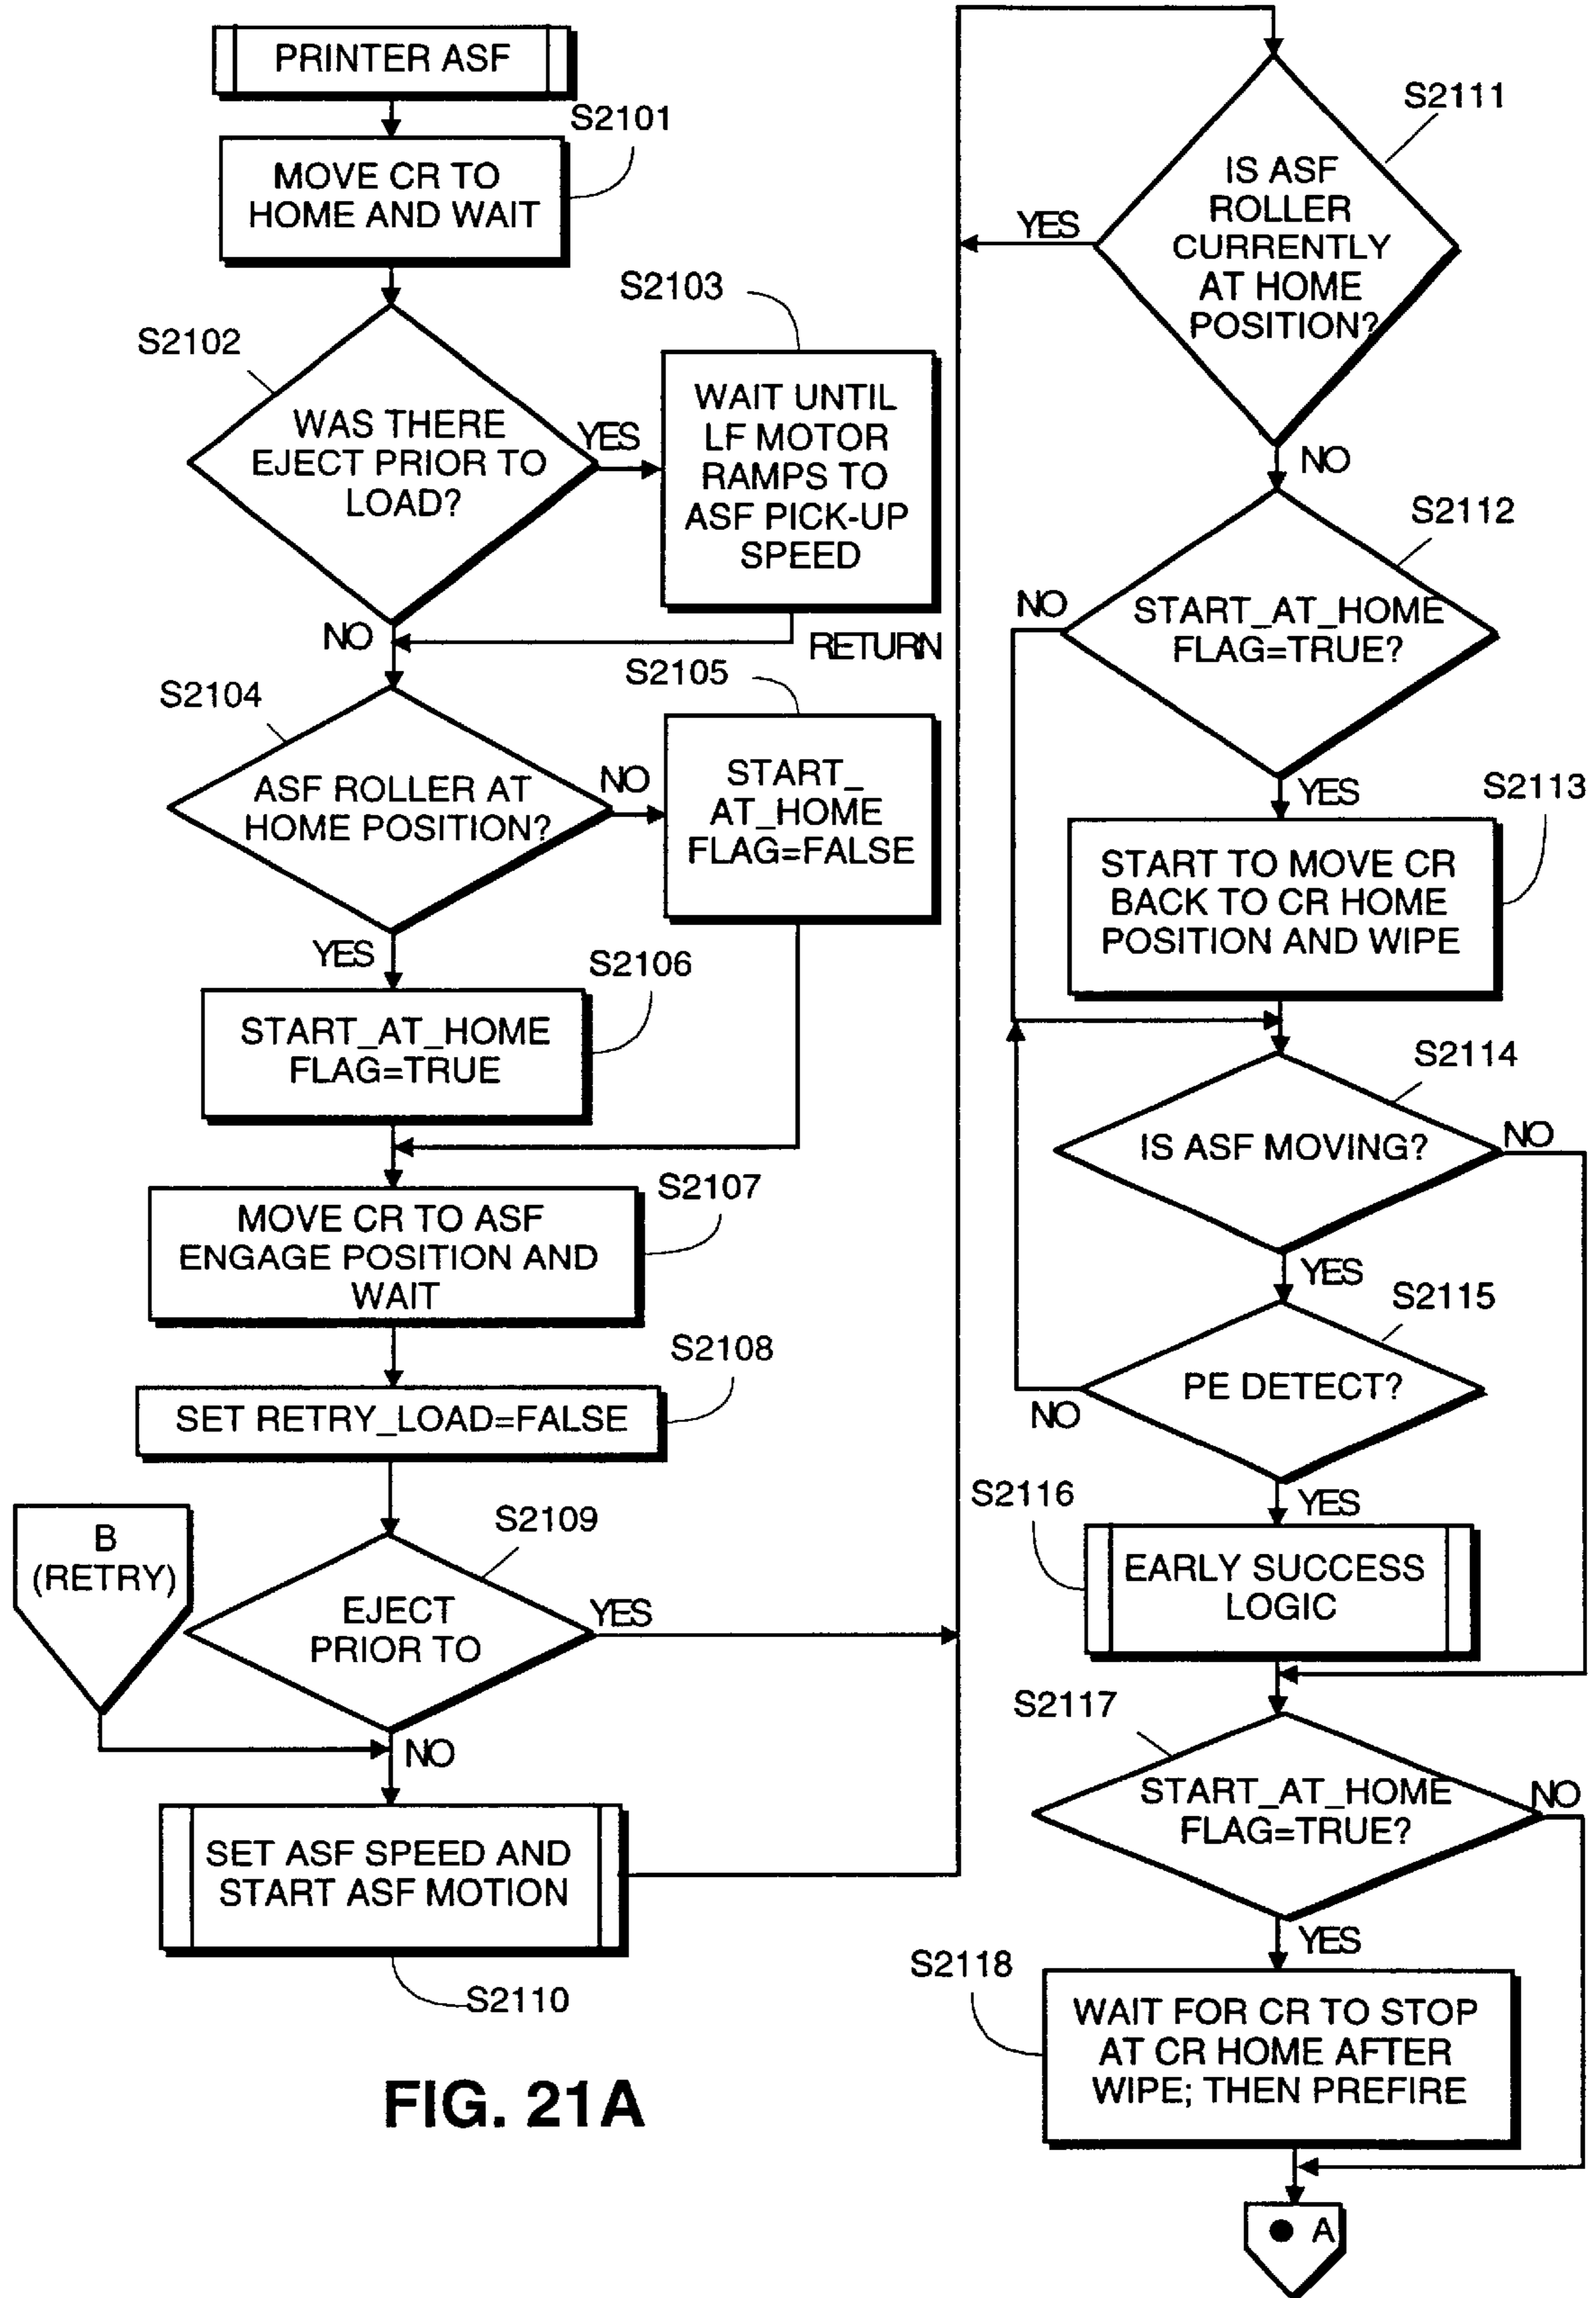 PRINTER ASF
S2101
MOVE CR TO
HOME AND WAIT
S2103
S2102
WAS THERE
EJECT PRIOR TO
LOAD?
YES
WAIT UNTIL
LF MOTOR
RAMPS TO
ASF PICK-UP
SPEED
NO
RETURN
S2105
S2104
ASF ROLLER AT
HOME POSITION?
NO
START_
AT_HOME
FLAG=FALSE
YES
S2106
START_AT_HOME
FLAG=TRUE
S2107
MOVE CR TO ASF
ENGAGE POSITION AND
WAIT
S2108
SET RETRY_LOAD=FALSE
S2109
B
(RETRY)
EJECT
PRIOR TO
YES
NO
SET ASF SPEED AND
START ASF MOTION
S2110
FIG. 21A
S2111
IS ASF
ROLLER
CURRENTLY
AT HOME
POSITION?
YES
NO
S2112
START_AT_HOME
FLAG=TRUE?
NO
YES
S2113
START TO MOVE CR
BACK TO CR HOME
POSITION AND WIPE
S2114
IS ASF MOVING?
NO
YES
S2115
PE DETECT?
NO
YES
S2116
EARLY SUCCESS
LOGIC
S2117
START_AT_HOME
FLAG=TRUE?
NO
YES
S2118
WAIT FOR CR TO STOP
AT CR HOME AFTER
WIPE; THEN PREFIRE
A